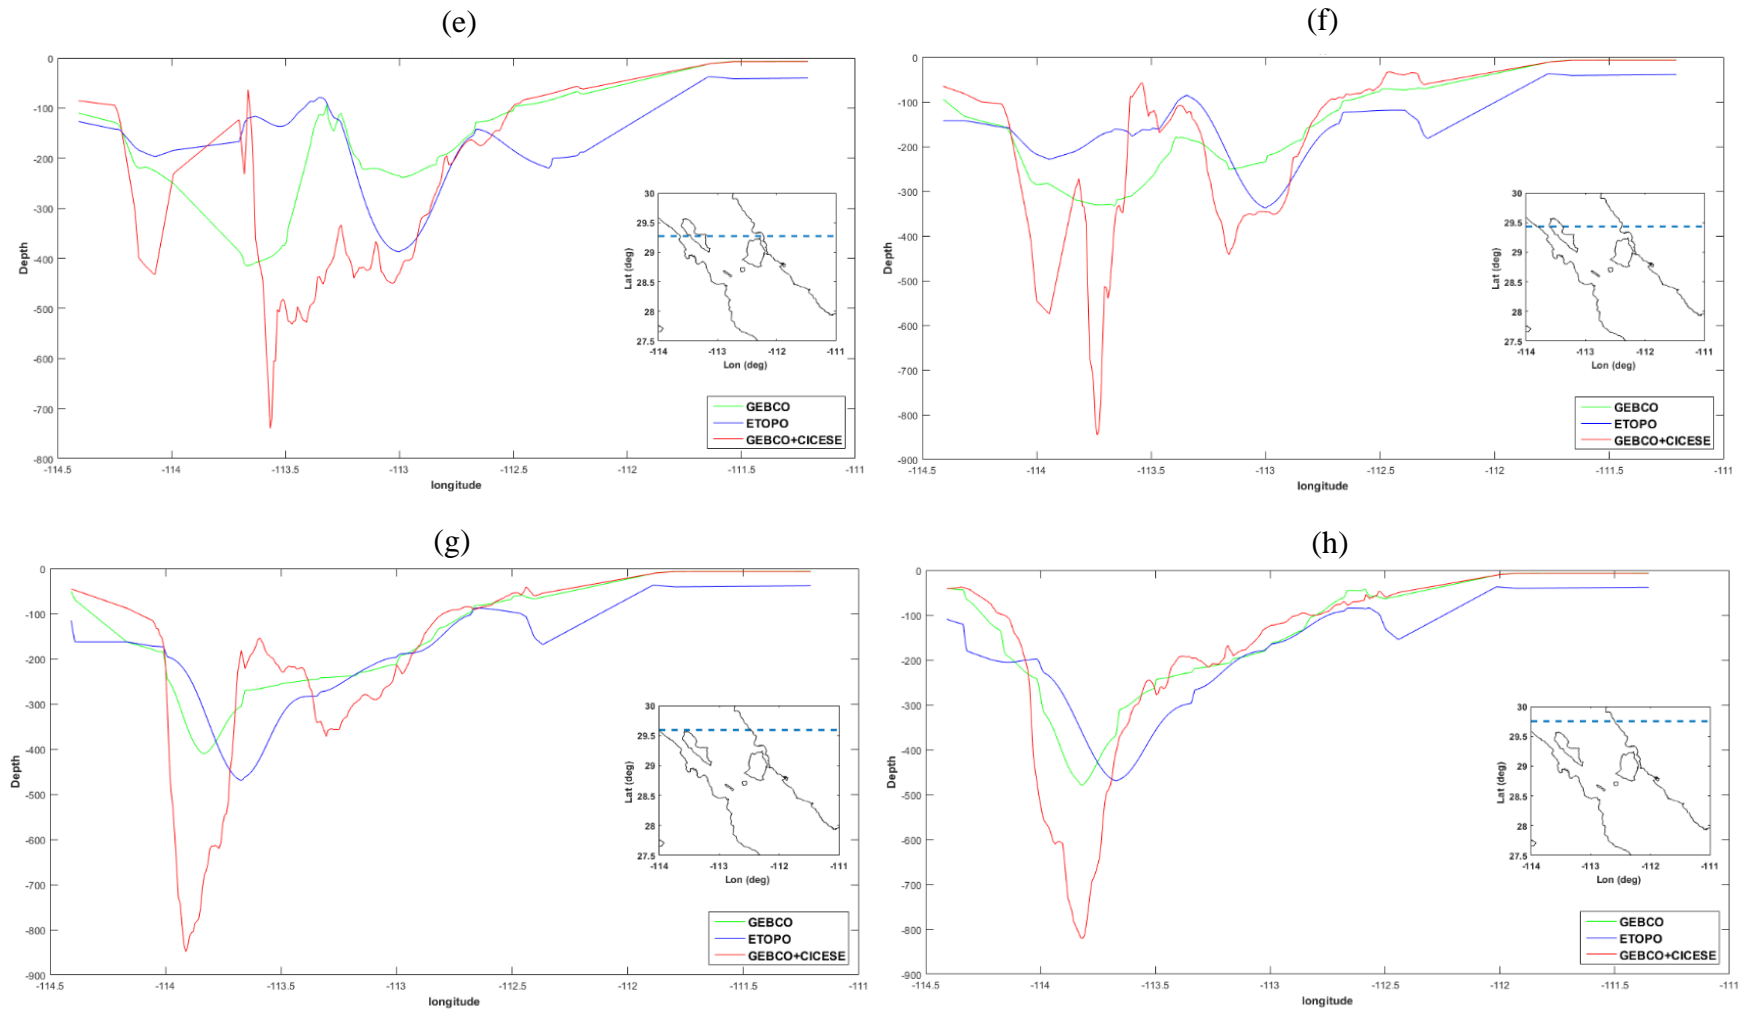 (e)
0
-100
-200
-300
-400
-500
-600
-700
-800
Depth
-114.5 -114 -113.5 -113 -112.5 -112 -111.5 -111
longitude
30
29.5
29
28.5
28
27.5
Lat (deg)
-114 -113 -112 -111
Lon (deg)
GEBCO
ETOPO
GEBCO+CICESE
(f)
0
-100
-200
-300
-400
-500
-600
-700
-800
-900
Depth
-114.5 -114 -113.5 -113 -112.5 -112 -111.5 -111
longitude
30
29.5
29
28.5
28
27.5
Lat (deg)
-114 -113 -112 -111
Lon (deg)
GEBCO
ETOPO
GEBCO+CICESE
(g)
0
-100
-200
-300
-400
-500
-600
-700
-800
-900
Depth
-114.5 -114 -113.5 -113 -112.5 -112 -111.5 -111
longitude
30
29.5
29
28.5
28
27.5
Lat (deg)
-114 -113 -112 -111
Lon (deg)
GEBCO
ETOPO
GEBCO+CICESE
(h)
0
-100
-200
-300
-400
-500
-600
-700
-800
-900
Depth
-114.5 -114 -113.5 -113 -112.5 -112 -111.5 -111
longitude
30
29.5
29
28.5
28
27.5
Lat (deg)
-114 -113 -112 -111
Lon (deg)
GEBCO
ETOPO
GEBCO+CICESE